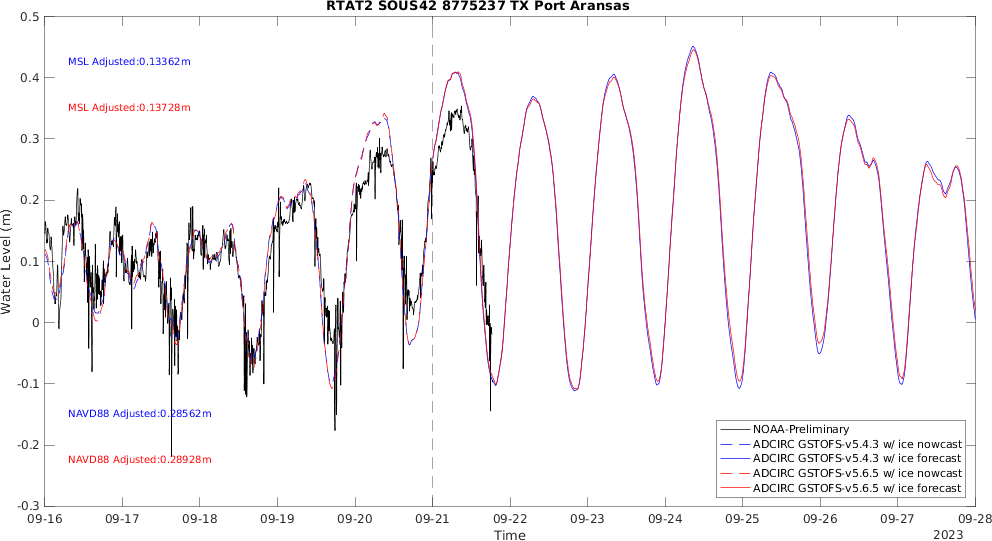 RTAT2 SOUS42 8775237 TX Port Aransas
0.5
0.4
0.3
0.2
0.1
0
-0.1
-0.2
-0.3
Water Level (m)
MSL Adjusted:0.13362m
MSL Adjusted:0.13728m
NAVD88 Adjusted:0.28562m
NAVD88 Adjusted:0.28928m
NOAA-Preliminary
ADCIRC GSTOFS-v5.4.3 w/ ice nowcast
ADCIRC GSTOFS-v5.4.3 w/ ice forecast
ADCIRC GSTOFS-v5.6.5 w/ ice nowcast
ADCIRC GSTOFS-v5.6.5 w/ ice forecast
09-16 09-17 09-18 09-19 09-20 09-21 09-22 09-23 09-24 09-25 09-26 09-27 09-28
Time
2023